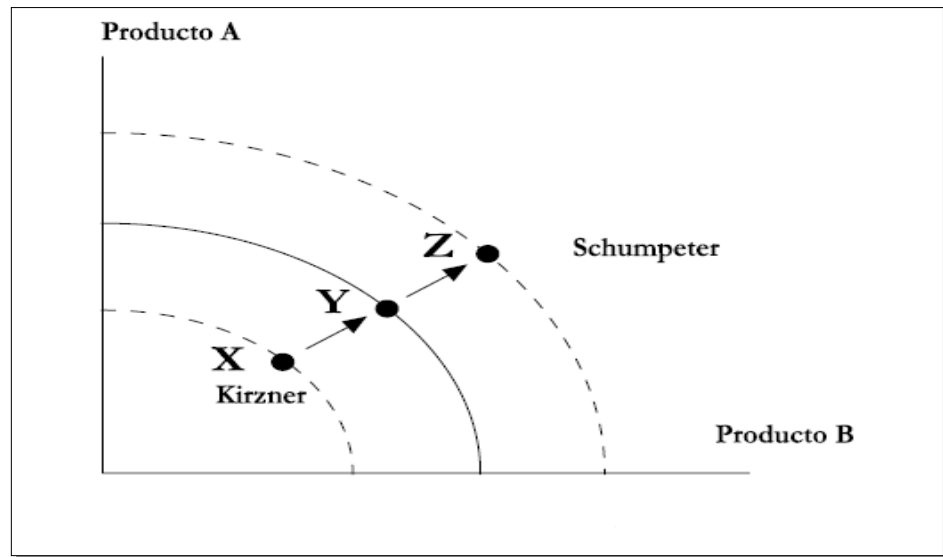 Producto A
Z
Schumpeter
Y
X
Kirzner
Producto B